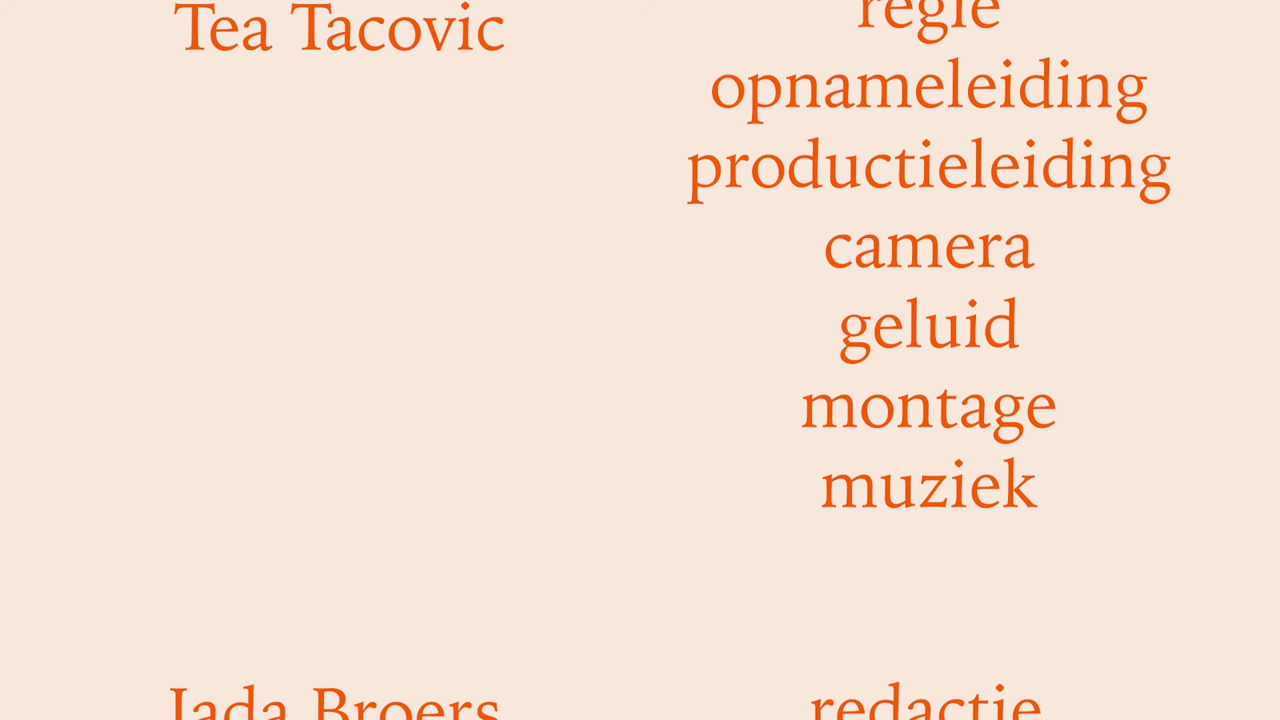 Tea Tacovic
regie
opnameleiding
productieleiding
camera
geluid
montage
muziek
Jada Broers
redactie